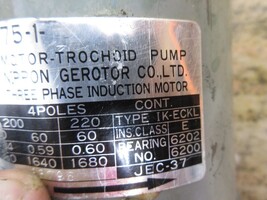 75-1-
MOTOR-TROCHOID PUMP
NIPPON GEROTOR CO.,LTD.
PHASE INDUCTION MOTOR
4POLES CONT.
200 220 TYPE IK-ECKL
60 60 INS.CLASS E
0.59 0.60 BEARING 6202
1640 1680 NO. 6200
JEC-37